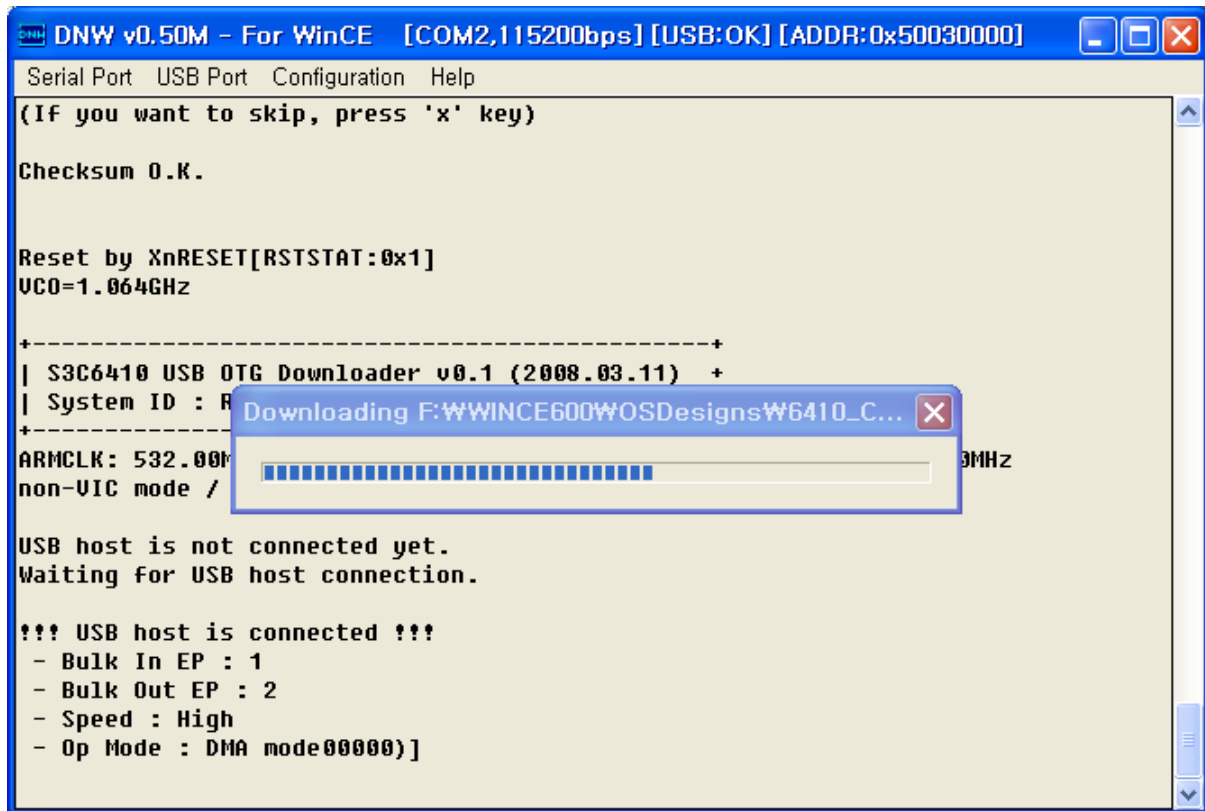 DNW v0.50M - For WinCE [COM2,115200bps] [USB:OK] [ADDR:0x50030000]
Serial Port USB Port Configuration Help
(If you want to skip, press 'x' key)
Checksum O.K.
Reset by XnRESET[RSTSTAT:0x1]
VCO=1.064GHz
+-----------------------------------------------+
| S3C6410 USB OTG Downloader v0.1 (2008.03.11) +
| System ID : R
Downloading F:₩WINCE600₩OSDesigns₩6410_C...
+--------------
ARMCLK: 532.00M
0MHz
non-VIC mode /
USB host is not connected yet.
Waiting for USB host connection.
!!! USB host is connected !!!
- Bulk In EP : 1
- Bulk Out EP : 2
- Speed : High
- Op Mode : DMA mode00000)]